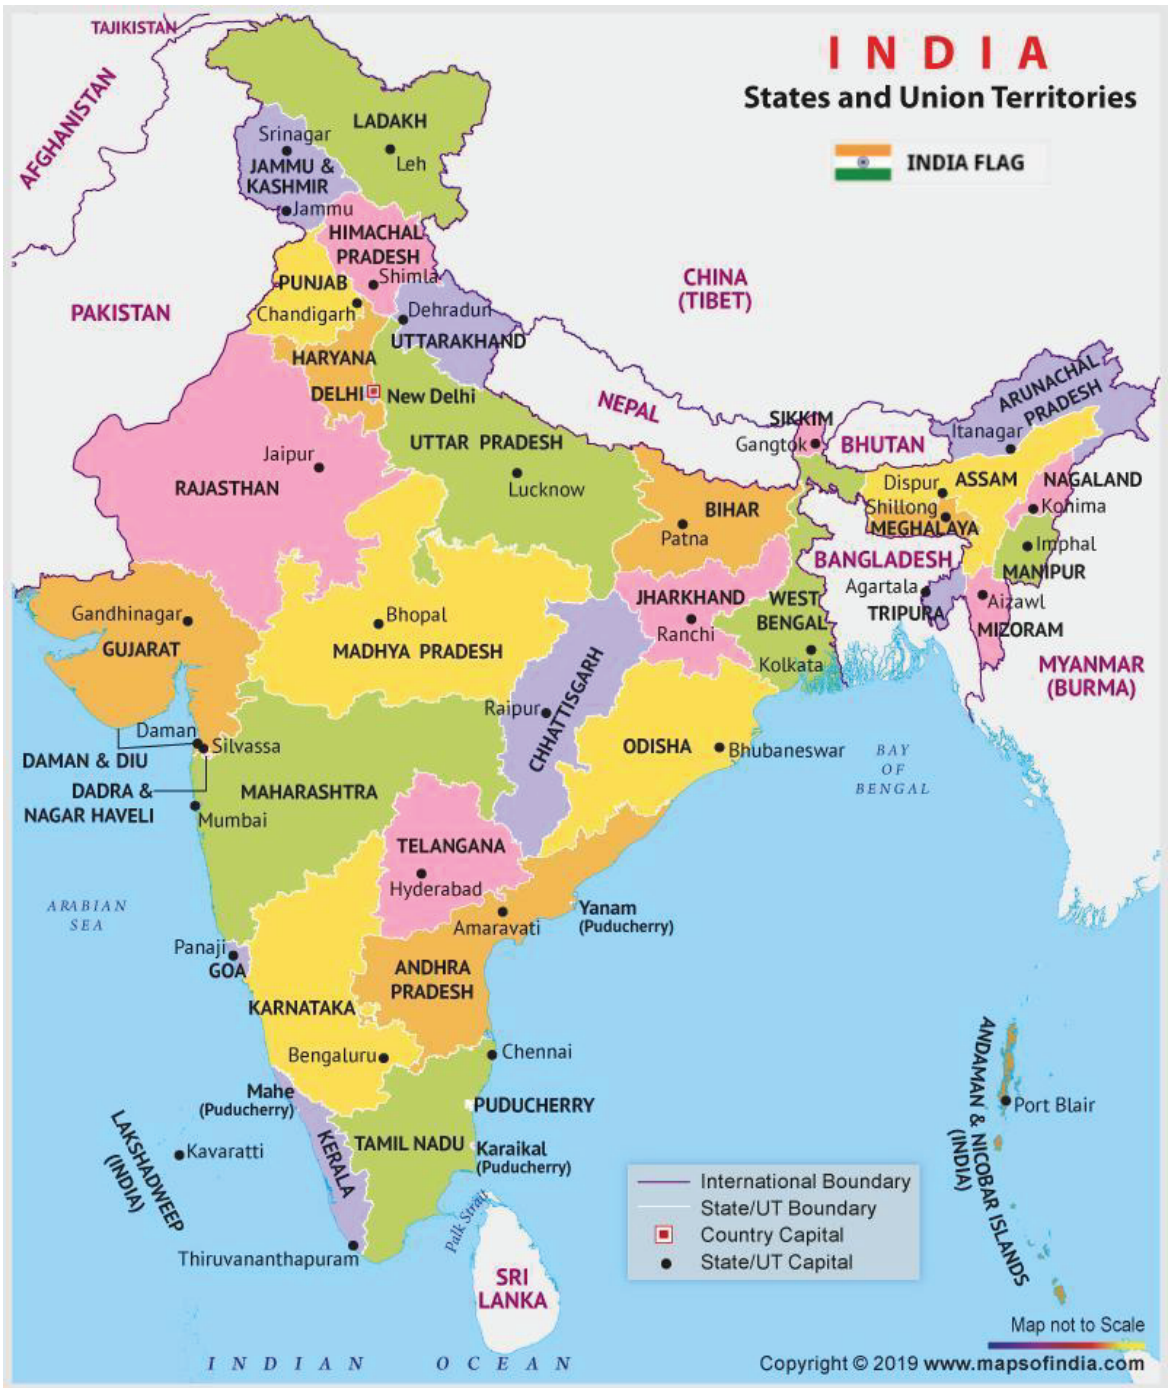 TAJIKISTAN
AFGHANISTAN
INDIA
States and Union Territories
INDIA FLAG
LADAKH
Leh
Srinagar
JAMMU &
KASHMIR
Jammu
HIMACHAL
PRADESH
Shimla
PUNJAB
Chandigarh
PAKISTAN
CHINA
(TIBET)
Dehradun
UTTARAKHAND
HARYANA
DELHI
New Delhi
NEPAL
SIKKIM
Gangtok
BHUTAN
ARUNACHAL
PRADESH
Itanagar
UTTAR PRADESH
Lucknow
Jaipur
RAJASTHAN
BIHAR
Patna
Dispur
ASSAM
NAGALAND
Kohima
Shillong
MEGHALAYA
Imphal
MANIPUR
BANGLADESH
Agartala
TRIPURA
Aizawl
MIZORAM
MYANMAR
(BURMA)
Gandhinagar
GUJARAT
Bhopal
MADHYA PRADESH
JHARKHAND
Ranchi
WEST
BENGAL
Kolkata
CHHATTISGARH
Raipur
ODISHA
Bhubaneswar
BAY
OF
BENGAL
Daman
Silvassa
DAMAN & DIU
DADRA &
NAGAR HAVELI
MAHARASHTRA
Mumbai
TELANGANA
Hyderabad
ARABIAN
SEA
Amaravati
Yanam
(Puducherry)
Panaji
GOA
ANDHRA
PRADESH
KARNATAKA
Bengaluru
Chennai
Mahe
(Puducherry)
PUDUCHERRY
KERALA
TAMIL NADU
Karaikal
(Puducherry)
LAKSHADWEEP
(INDIA)
Kavaratti
Thiruvananthapuram
Palk Strait
SRI
LANKA
ANDAMAN & NICOBAR ISLANDS
(INDIA)
Port Blair
International Boundary
State/UT Boundary
Country Capital
State/UT Capital
INDIAN OCEAN
Map not to Scale
Copyright © 2019 www.mapsofindia.com